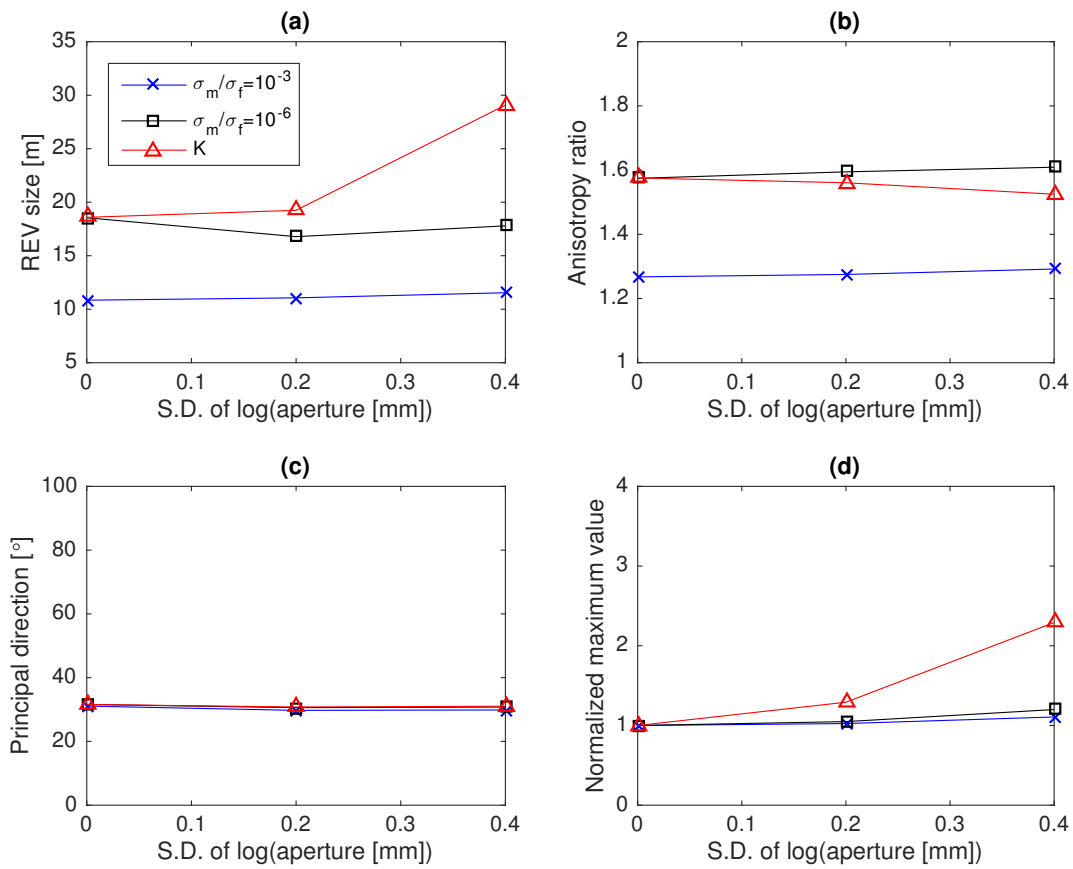 (a)
35
30
25
20
15
10
5
REV size [m]
σm/σf=10-3
σm/σf=10-6
K
0 0.1 0.2 0.3 0.4
S.D. of log(aperture [mm])
(b)
2
1.8
1.6
1.4
1.2
1
Anisotropy ratio
0 0.1 0.2 0.3 0.4
S.D. of log(aperture [mm])
(c)
100
80
60
40
20
0
Principal direction [°]
0 0.1 0.2 0.3 0.4
S.D. of log(aperture [mm])
(d)
4
3
2
1
0
Normalized maximum value
0 0.1 0.2 0.3 0.4
S.D. of log(aperture [mm])